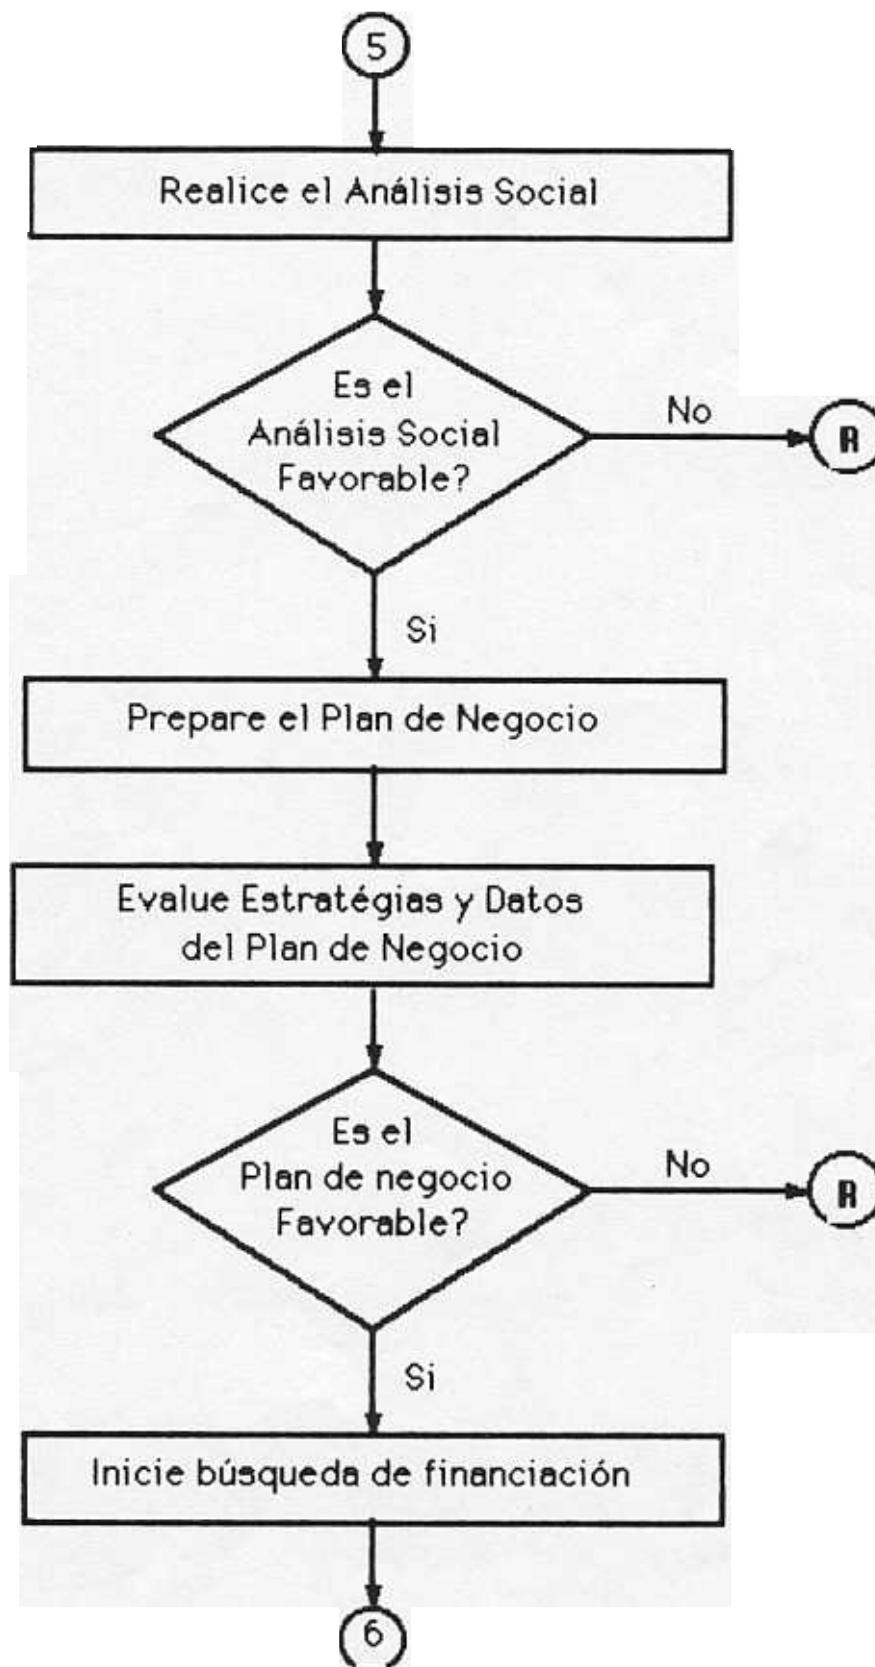 5
Realice el Análisis Social
Es el
Análisis Social
Favorable?
No
R
Si
Prepare el Plan de Negocio
Evalue Estratégias y Datos
del Plan de Negocio
Es el
Plan de negocio
Favorable?
No
R
Si
Inicie búsqueda de financiación
6